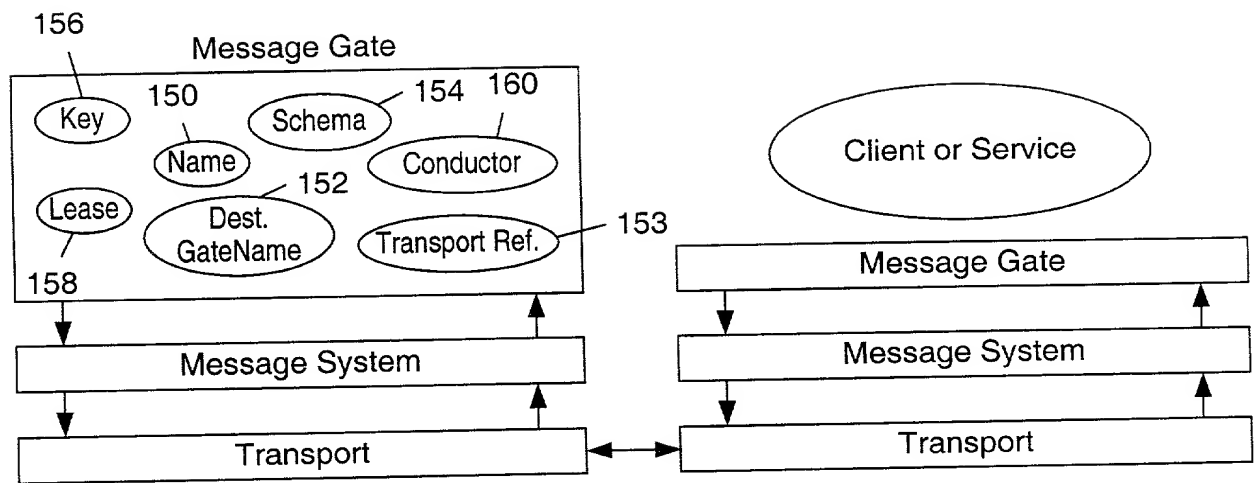 156
Message Gate
150
154
160
Key
Schema
Name
Conductor
Client or Service
152
Lease
Dest.
GateName
Transport Ref.
153
158
Message Gate
Message System
Message System
Transport
Transport